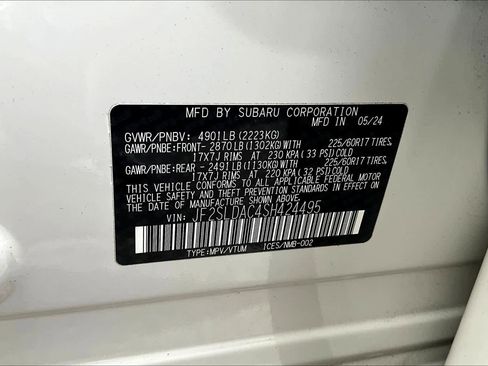 MFD BY SUBARU CORPORATION
MFD IN 05/24
GVWR/PNBV: 4901LB(2223KG)
GAWR/PNBE:FRONT- 2870LB(1302KG)WITH 225/60R17 TIRES,
17X7J RIMS AT 230 KPA( 33 PSI)COLD
GAWR/PNBE:REAR - 2491LB(1130KG)WITH 225/60R17 TIRES,
17X7J RIMS AT 220 KPA( 32 PSI)COLD
THIS VEHICLE CONFORMS TO ALL APPLICABLE FEDERAL MOTOR
VEHICLE SAFETY, BUMPER, AND THEFT PREVENTION STANDARDS IN EFFECT
ON THE DATE OF MANUFACTURE SHOWN ABOVE.
VIN: JF2SLDAC4SH424495
TYPE:MPV/VTUM ICES/NMB-002